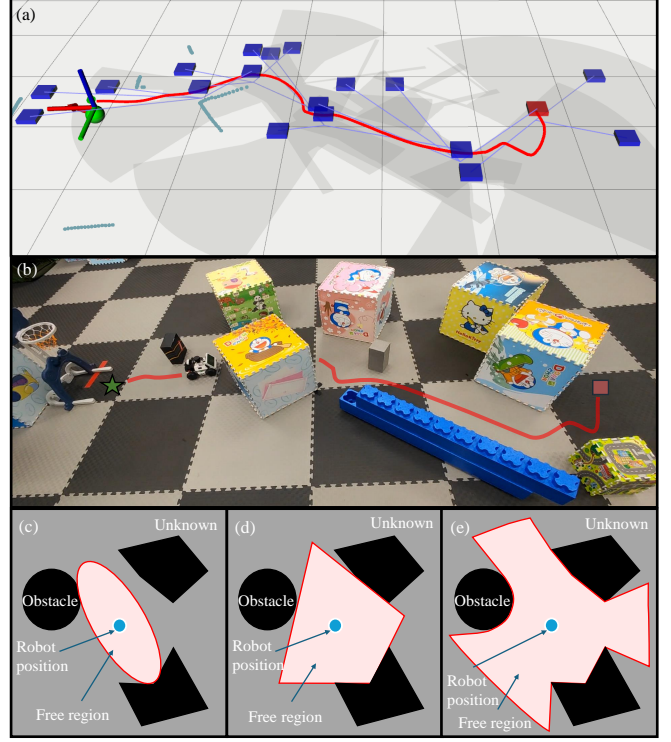 (a)
(b)
(c)
Unknown
Obstacle
Robot
position
Free region
(d)
Unknown
Obstacle
Robot
position
Free region
(e)
Unknown
Obstacle
Robot
position
Free region